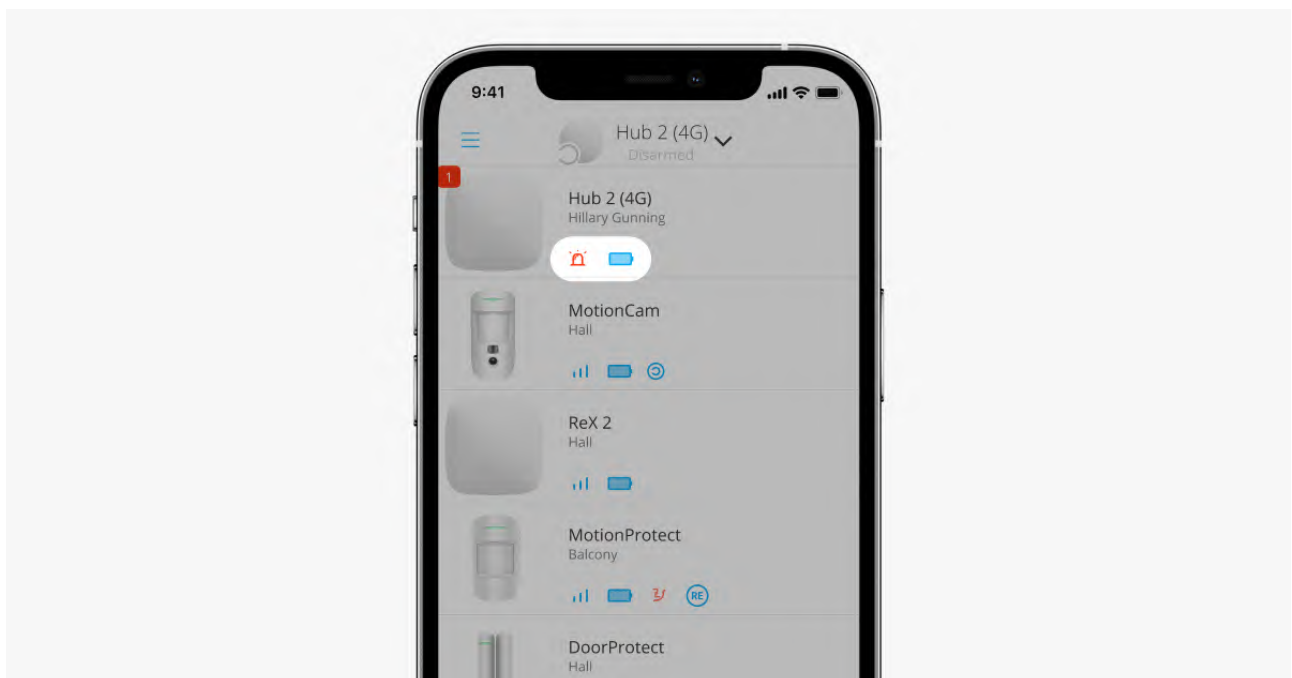 9:41
Hub 2 (4G)
Disarmed
1
Hub 2 (4G)
Hillary Gunning
MotionCam
Hall
ReX 2
Hall
MotionProtect
Balcony
RE
DoorProtect
Hall